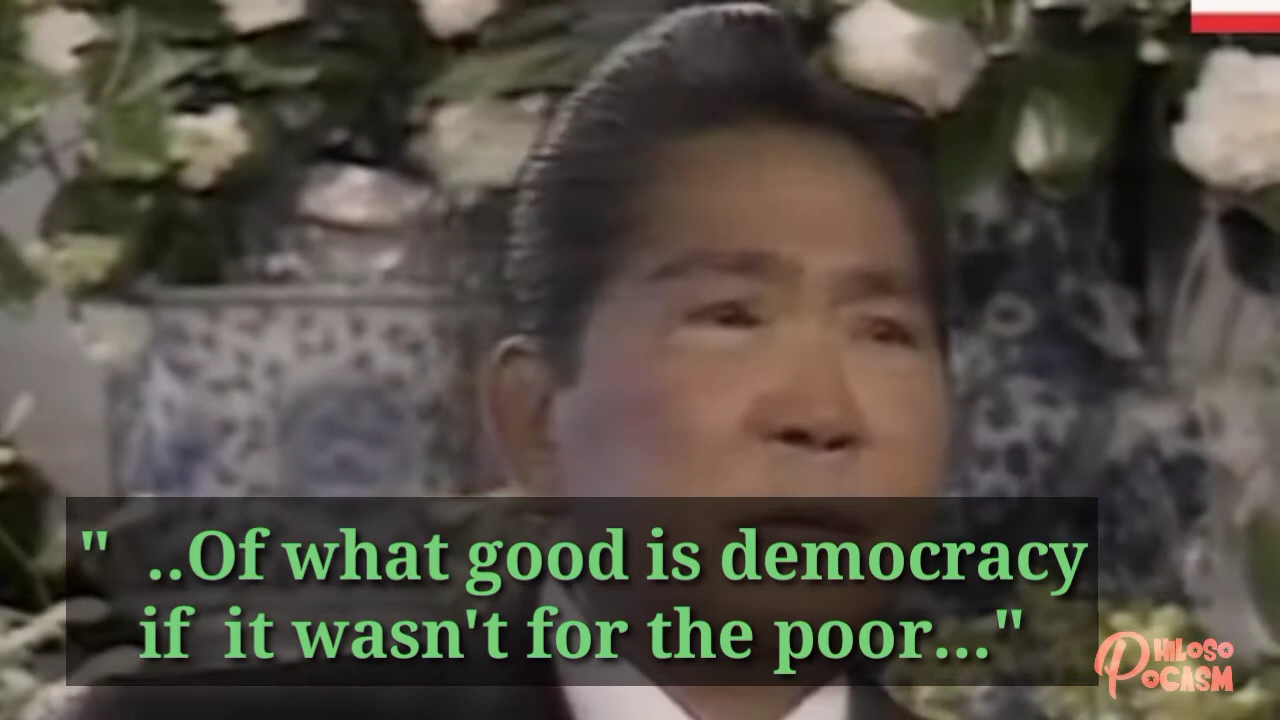 " ..Of what good is democracy
if it wasn't for the poor..."
PHILOSO
POCASM